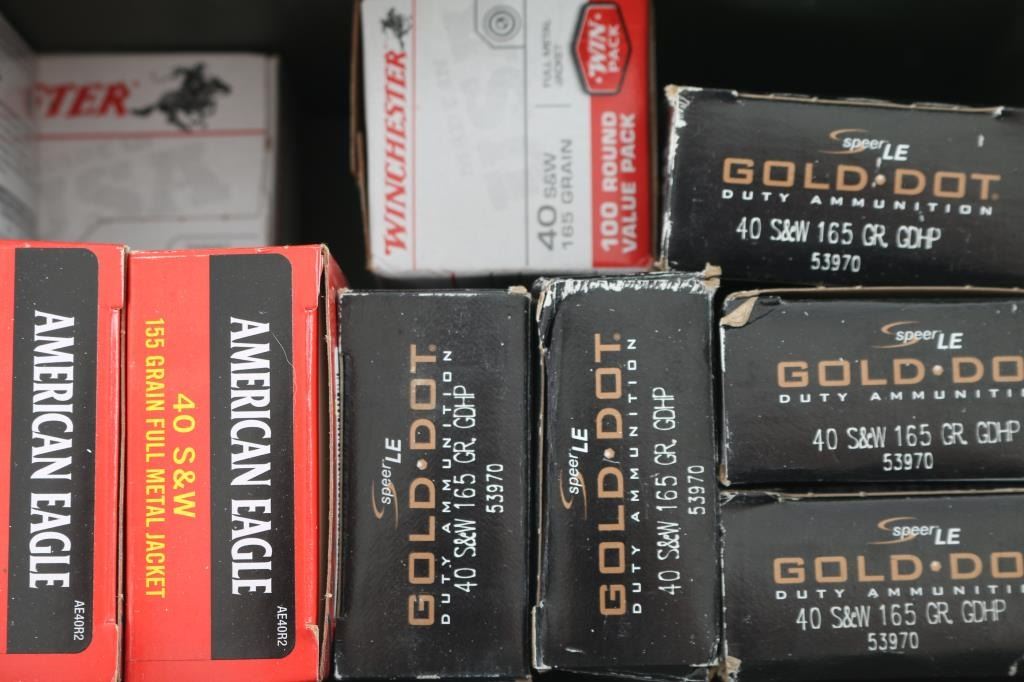 WINCHESTER
40 S&W
165 GRAIN
FULL METAL
JACKET
WIN
PACK
100 ROUND
VALUE PACK
speer LE
GOLD DOT.
DUTY AMMUNITION
40 S&W 165 GR. GDHP
53970
AMERICAN EAGLE
AE40R2
AMERICAN EAGLE
40 S&W
155 GRAIN FULL METAL JACKET
AE40R2
speer LE
GOLD DOT.
DUTY AMMUNITION
40 S&W 165 GR. GDHP
53970
speer LE
GOLD DOT.
DUTY AMMUNITION
40 S&W 165 GR. GDHP
53970
speer LE
GOLD DO
DUTY AMMUNITI
40 S&W 165 GR. GDHP
53970
speer LE
GOLD DO
DUTY AMMUNITI
40 S&W 165 GR. GDHP
53970